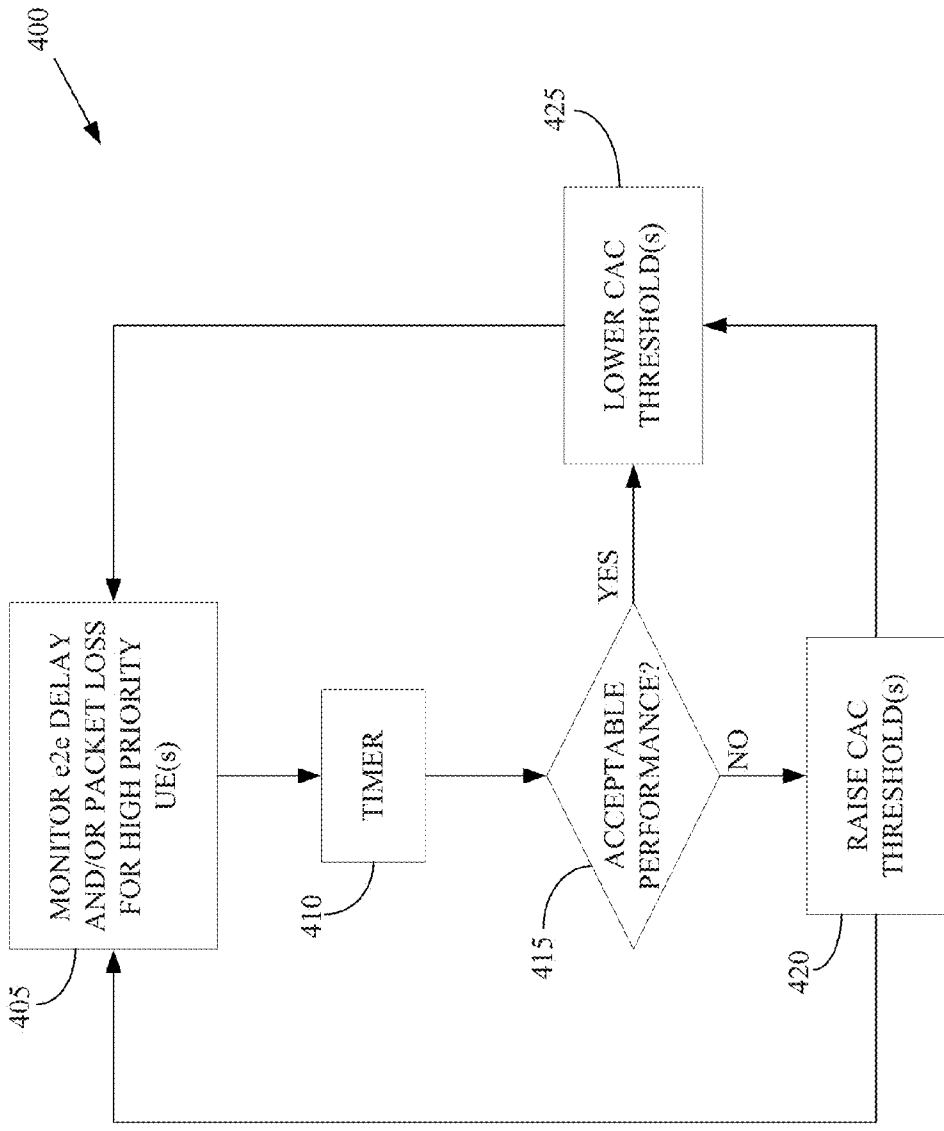 400
MONITOR e2e DELAY
AND/OR PACKET LOSS
FOR HIGH PRIORITY
UE(s)
405
TIMER
410
ACCEPTABLE
PERFORMANCE?
415
YES
NO
LOWER CAC
THRESHOLD(s)
425
RAISE CAC
THRESHOLD(s)
420